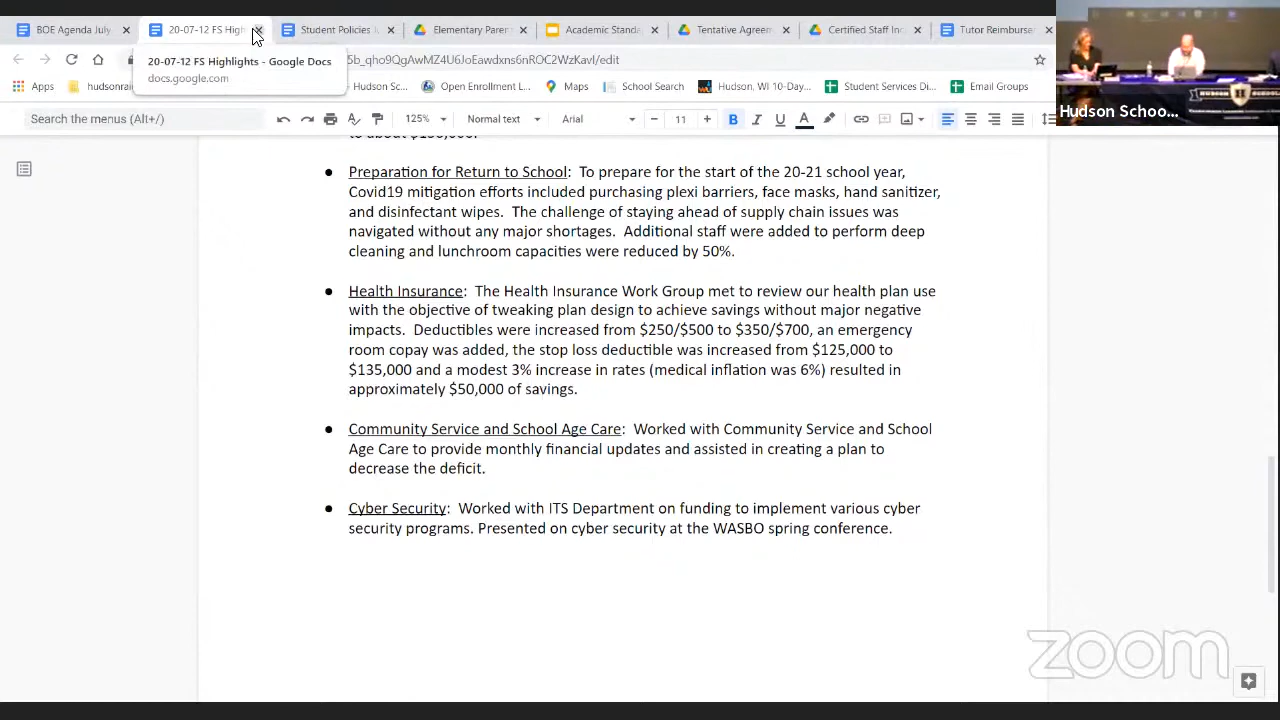 BOE Agenda July
20-07-12 FS High
Student Policies
Elementary Paren
Academic Standa
Tentative Agreem
Certified Staff Inc
Tutor Reimburse
20-07-12 FS Highlights - Google Docs
docs.google.com
5b_qho9QgAwMZ4U6JoEawdxns6nROC2WzKavI/edit
Apps
hudsonrai
Hudson Sc...
Open Enrollment L...
Maps
School Search
Hudson, WI 10-Day...
Student Services Di...
Email Groups
Search the menus (Alt+/)
125%
Normal text
Arial
11
B I U A
Preparation for Return to School: To prepare for the start of the 20-21 school year,
Covid19 mitigation efforts included purchasing plexi barriers, face masks, hand sanitizer,
and disinfectant wipes. The challenge of staying ahead of supply chain issues was
navigated without any major shortages. Additional staff were added to perform deep
cleaning and lunchroom capacities were reduced by 50%.
Health Insurance: The Health Insurance Work Group met to review our health plan use
with the objective of tweaking plan design to achieve savings without major negative
impacts. Deductibles were increased from $250/$500 to $350/$700, an emergency
room copay was added, the stop loss deductible was increased from $125,000 to
$135,000 and a modest 3% increase in rates (medical inflation was 6%) resulted in
approximately $50,000 of savings.
Community Service and School Age Care: Worked with Community Service and School
Age Care to provide monthly financial updates and assisted in creating a plan to
decrease the deficit.
Cyber Security: Worked with ITS Department on funding to implement various cyber
security programs. Presented on cyber security at the WASBO spring conference.
Hudson Schoo...
zoom